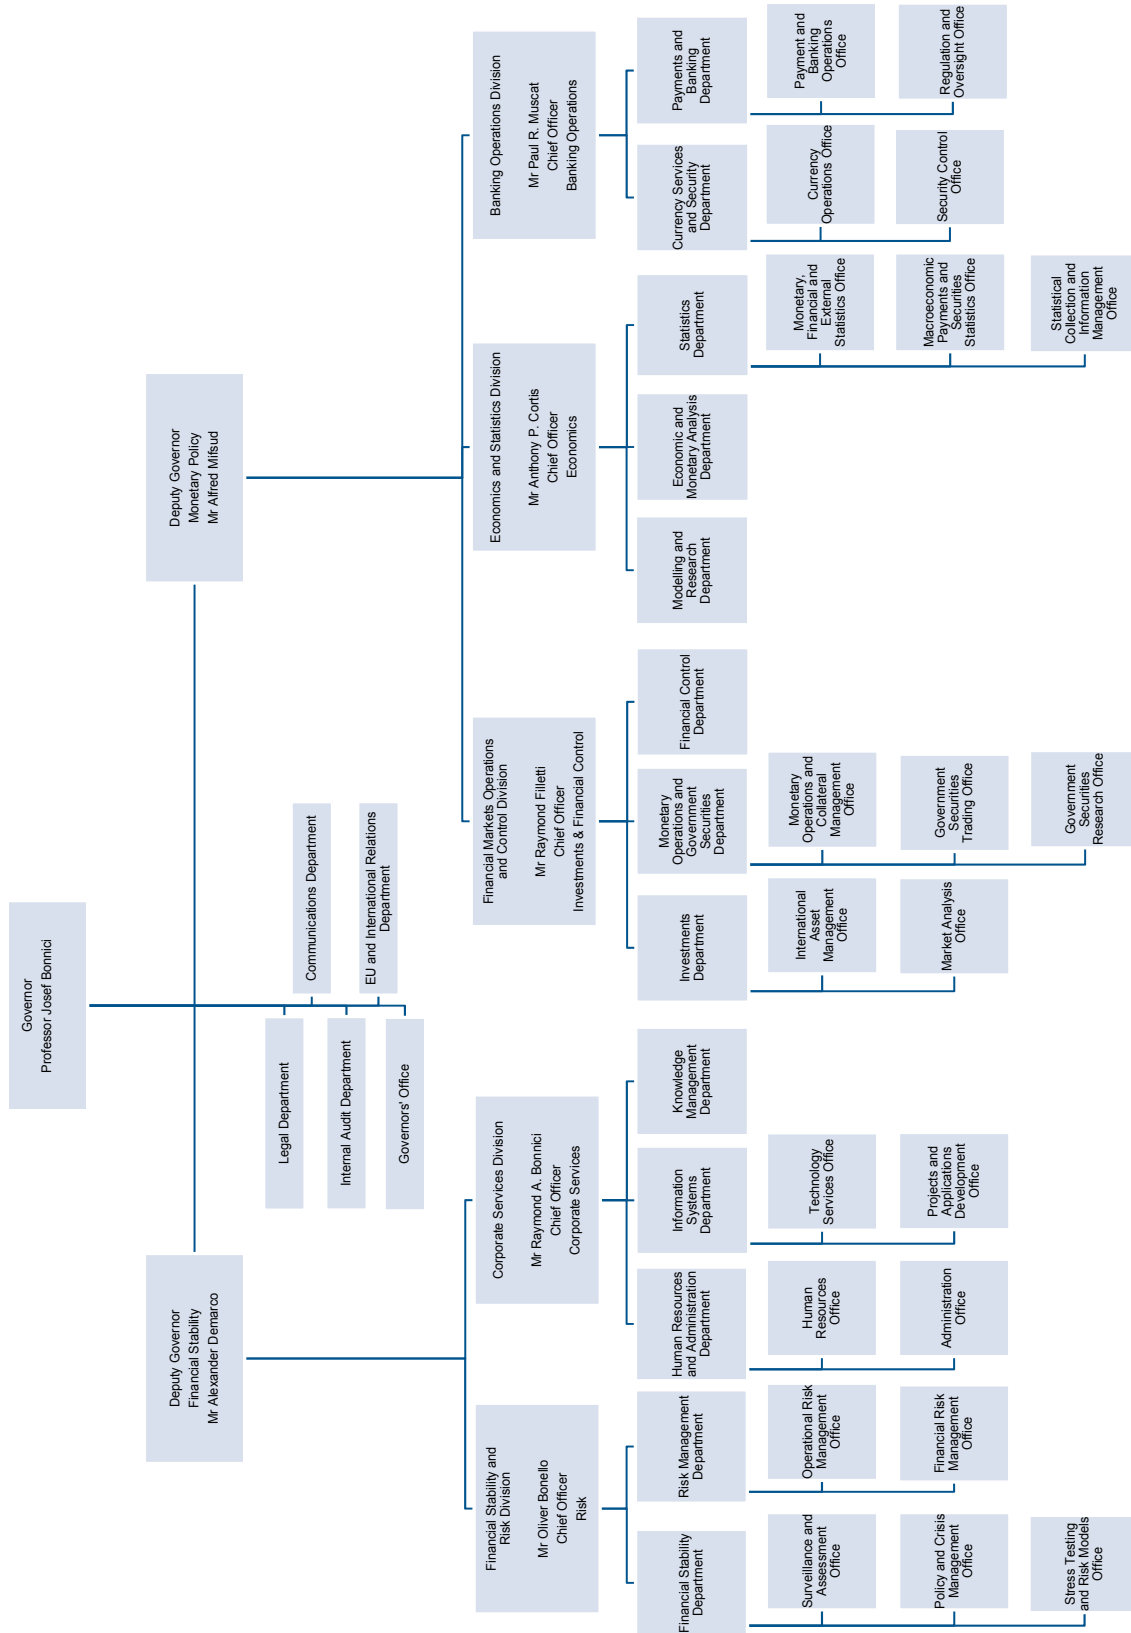 Governor
Professor Josef Bonnici
Legal Department
Communications Department
Internal Audit Department
EU and International Relations
Department
Governors' Office
Deputy Governor
Financial Stability
Mr Alexander Demarco
Deputy Governor
Monetary Policy
Mr Alfred Mifsud
Financial Stability and
Risk Division
Mr Oliver Bonello
Chief Officer
Risk
Corporate Services Division
Mr Raymond A. Bonnici
Chief Officer
Corporate Services
Financial Markets Operations
and Control Division
Mr Raymond Filletti
Chief Officer
Investments & Financial Control
Economics and Statistics Division
Mr Anthony P. Cortis
Chief Officer
Economics
Banking Operations Division
Mr Paul R. Muscat
Chief Officer
Banking Operations
Financial Stability
Department
Surveillance and
Assessment
Office
Policy and Crisis
Management
Office
Stress Testing
and Risk Models
Office
Risk Management
Department
Operational Risk
Management
Office
Financial Risk
Management
Office
Human Resources
and Administration
Department
Human
Resources
Office
Administration
Office
Information
Systems
Department
Technology
Services Office
Projects and
Applications
Development
Office
Knowledge
Management
Department
Investments
Department
International
Asset
Management
Office
Market Analysis
Office
Monetary
Operations and
Government
Securities
Department
Monetary
Operations and
Collateral
Management
Office
Government
Securities
Trading Office
Government
Securities
Research Office
Financial Control
Department
Modelling and
Research
Department
Economic and
Monetary Analysis
Department
Statistics
Department
Monetary,
Financial and
External
Statistics Office
Macroeconomic
Payments and
Securities
Statistics Office
Statistical
Collection and
Information
Management
Office
Currency Services
and Security
Department
Currency
Operations Office
Security Control
Office
Payments and
Banking
Department
Payment and
Banking
Operations
Office
Regulation and
Oversight Office